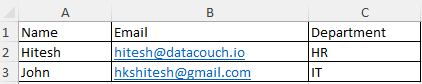 A B C
1 Name Email Department
2 Hitesh hitesh@datacouch.io HR
3 John hkshitesh@gmail.com IT